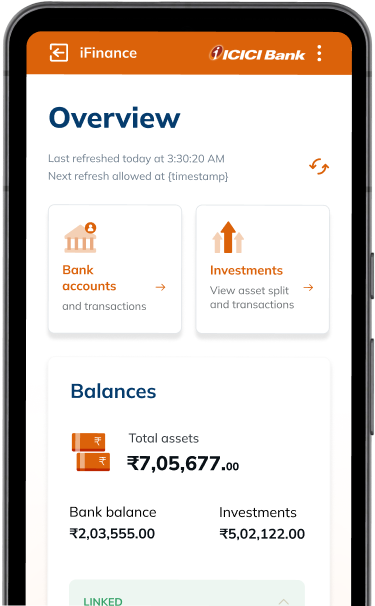 iFinance
ICICI Bank
Overview
Last refreshed today at 3:30:20 AM
Next refresh allowed at {timestamp}
Bank
accounts
and transactions
Investments
View asset split
and transactions
Balances
Total assets
₹7,05,677.00
Bank balance
₹2,03,555.00
Investments
₹5,02,122.00
LINKED